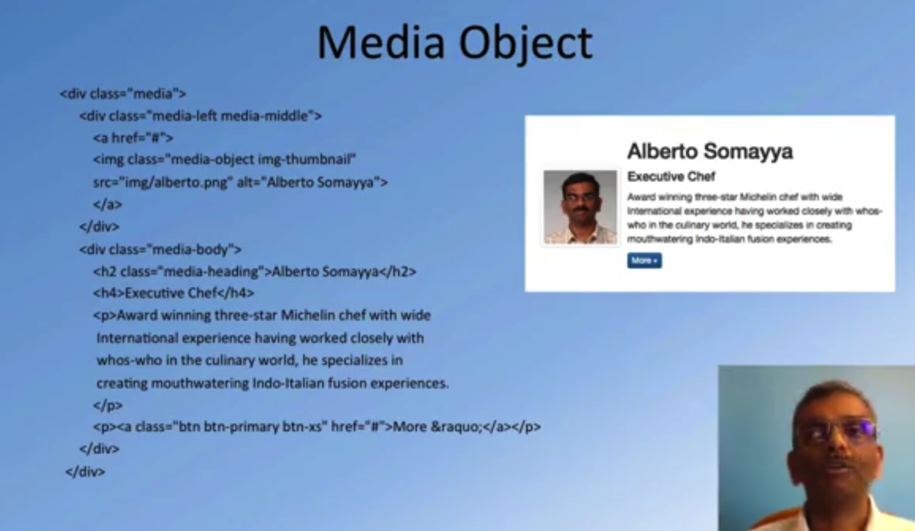 Media Object
<div class="media">
<div class="media-left media-middle">
<a href="#">
<img class="media-object img-thumbnail"
src="img/alberto.png" alt="Alberto Somayya">
</a>
</div>
<div class="media-body">
<h2 class="media-heading">Alberto Somayya</h2>
<h4>Executive Chef</h4>
<p>Award winning three-star Michelin chef with wide
International experience having worked closely with
whos-who in the culinary world, he specializes in
creating mouthwatering Indo-Italian fusion experiences.
</p>
<p><a class="btn btn-primary btn-xs" href="#">More &raquo;</a></p>
</div>
</div>
Alberto Somayya
Executive Chef
Award winning three-star Michelin chef with wide
International experience having worked closely with whos-
who in the culinary world, he specializes in creating
mouthwatering Indo-Italian fusion experiences.
More »